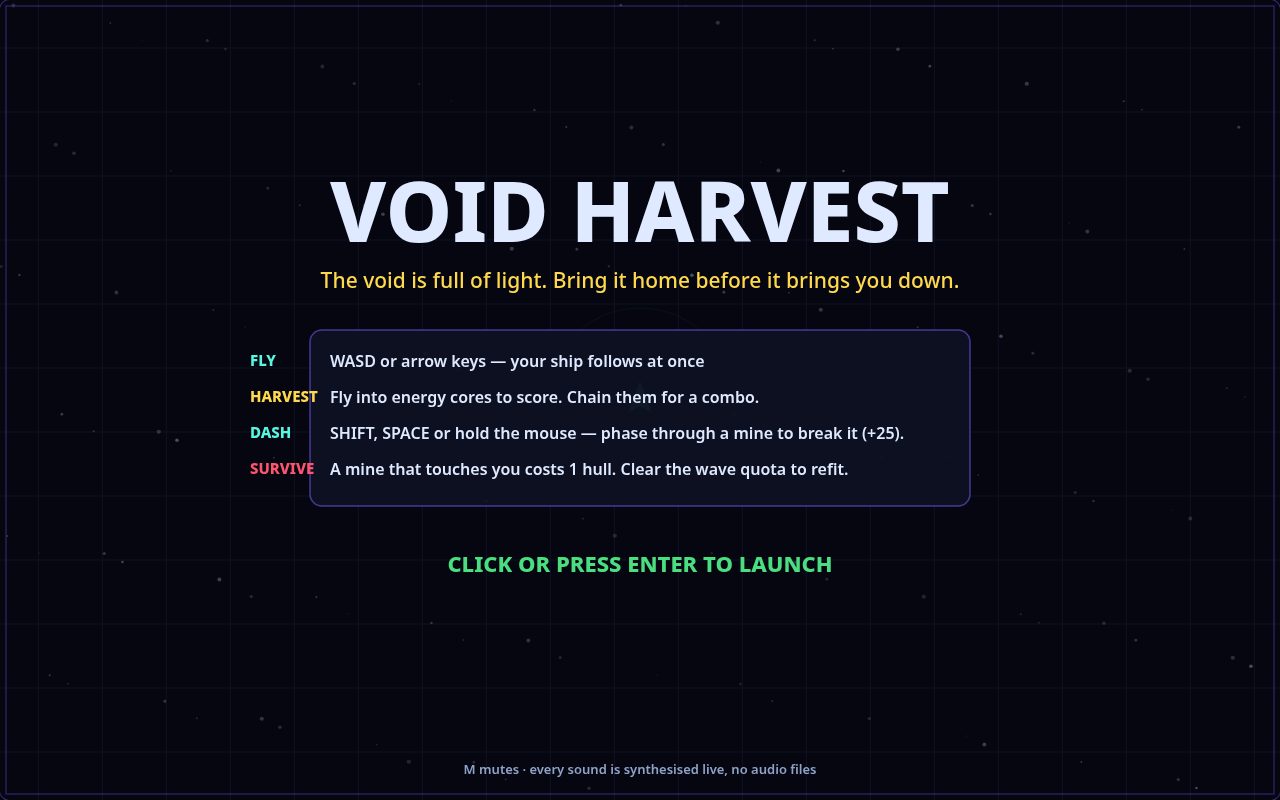 VOID HARVEST
The void is full of light. Bring it home before it brings you down.
FLY WASD or arrow keys — your ship follows at once
HARVEST Fly into energy cores to score. Chain them for a combo.
DASH SHIFT, SPACE or hold the mouse — phase through a mine to break it (+25).
SURVIVE A mine that touches you costs 1 hull. Clear the wave quota to refit.
CLICK OR PRESS ENTER TO LAUNCH
M mutes · every sound is synthesised live, no audio files